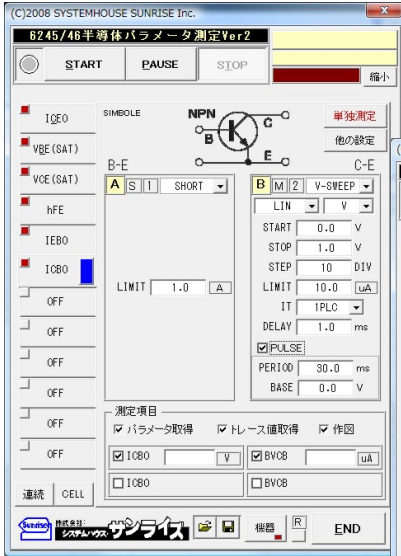 (C)2008 SYSTEMHOUSE SUNRISE Inc.
6245/46半導体パラメータ測定Ver2
START PAUSE STOP
縮小
ICEO
VBE(SAT)
VCE(SAT)
hFE
IEBO
ICBO
OFF
OFF
OFF
OFF
OFF
OFF
連続 CELL
SIMBOLE NPN C B K E
単独測定
他の設定
B-E C-E
A S 1 SHORT
LIMIT 1.0 A
B M 2 V-SWEEP
LIN V
START 0.0 V
STOP 1.0 V
STEP 10 DIV
LIMIT 10.0 uA
IT 1PLC
DELAY 1.0 ms
PULSE
PERIOD 30.0 ms
BASE 0.0 V
測定項目
パラメータ取得 トレース値取得 作図
ICBO V BVCB uA
ICBO BVCB
Sunrise 株式会社 システムハウス サンライズ 機器 R END